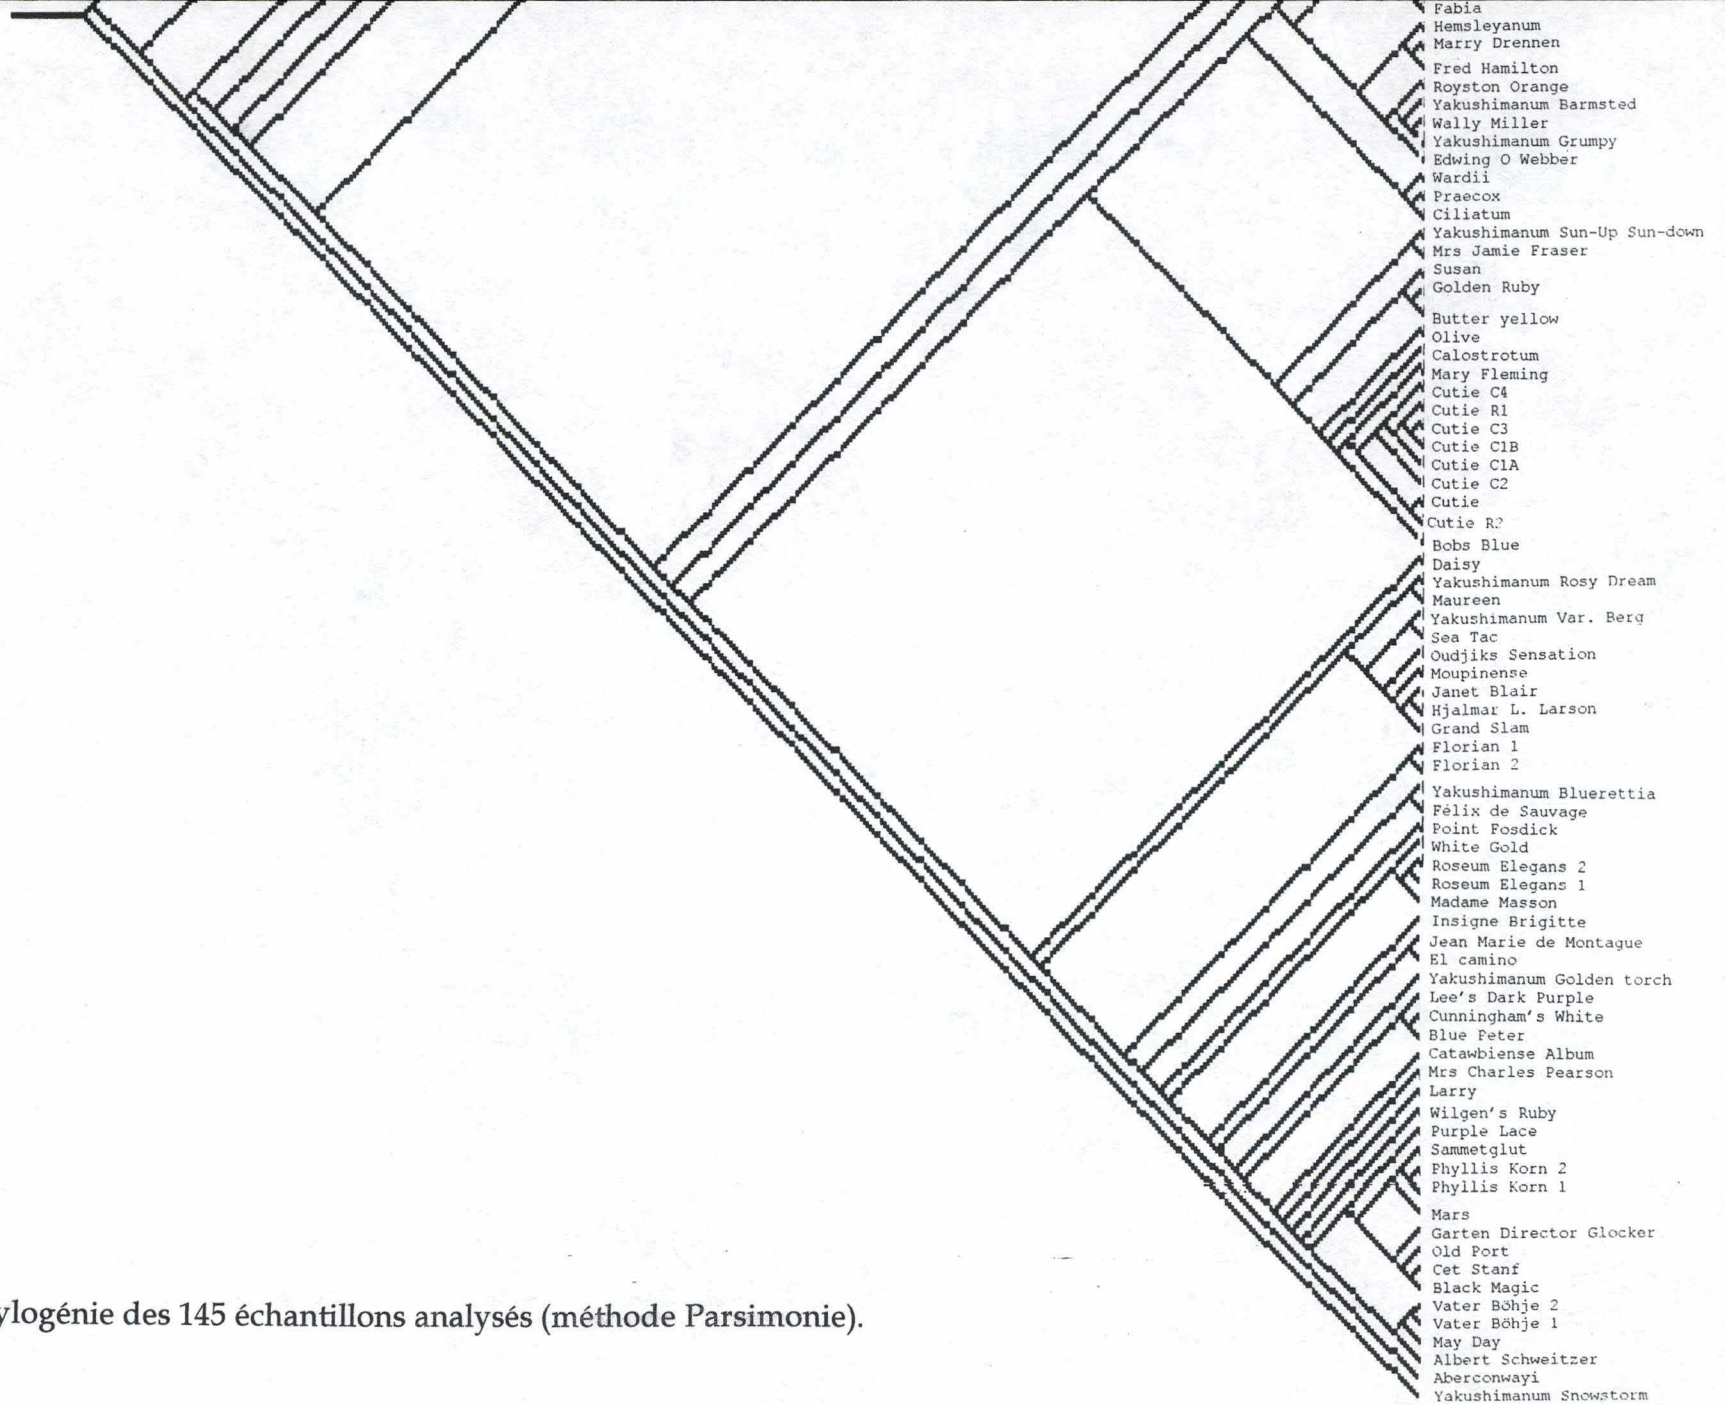 Fabia
Hemsleyanum
Marry Drennen
Fred Hamilton
Royston Orange
Yakushimanum Barmsted
Wally Miller
Yakushimanum Grumpy
Edwing O Webber
Wardii
Praecox
Ciliatum
Yakushimanum Sun-Up Sun-down
Mrs Jamie Fraser
Susan
Golden Ruby
Butter yellow
Olive
Calostrotum
Mary Fleming
Cutie C4
Cutie R1
Cutie C3
Cutie C1B
Cutie C1A
Cutie C2
Cutie
Cutie
Bobs Blue
Daisy
Yakushimanum Rosy Dream
Maureen
Yakushimanum Var. Berg
Sea Tac
Oudjiks Sensation
Moupinense
Janet Blair
Hjalmar L. Larson
Grand Slam
Florian 1
Florian 2
Yakushimanum Bluerettia
Félix de Sauvage
Point Fosdick
White Gold
Roseum Elegans 2
Roseum Elegans 1
Madame Masson
Insigne Brigitte
Jean Marie de Montague
El camino
Yakushimanum Golden torch
Lee's Dark Purple
Cunningham's White
Blue Peter
Catawbiense Album
Mrs Charles Pearson
Larry
Wilgen's Ruby
Purple Lace
Sammetglut
Phyllis Korn 2
Phyllis Korn 1
Mars
Garten Director Glocker
Old Port
Cet Stanf
Black Magic
Vater Böhje 2
Vater Böhje 1
May Day
Albert Schweitzer
Aberconwayi
Yakushimanum Snowstorm
ylogénie des 145 échantillons analysés (méthode Parsimonie).